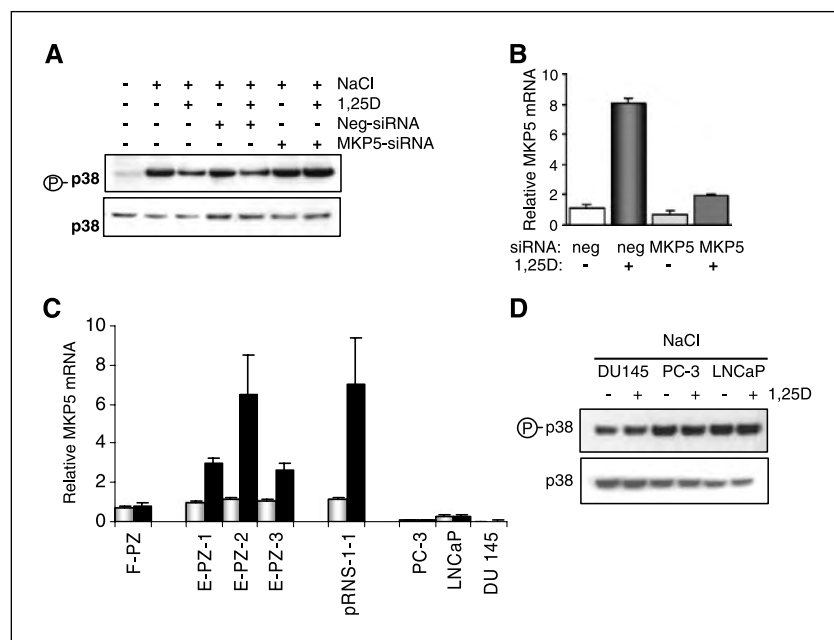 A
- + + + + + + NaCl
- - + - + - + 1,25D
- - - + + - - Neg-siRNA
- - - - - + + MKP5-siRNA
P-p38
p38
B
Relative MKP5 mRNA
8
6
4
2
0
siRNA: neg neg MKP5 MKP5
1,25D: - + - +
C
Relative MKP5 mRNA
10
8
6
4
2
0
F-PZ
E-PZ-1
E-PZ-2
E-PZ-3
pRNS-1-1
PC-3
LNCaP
DU 145
D
NaCl
DU145 PC-3 LNCaP
- + - + - + 1,25D
P-p38
p38